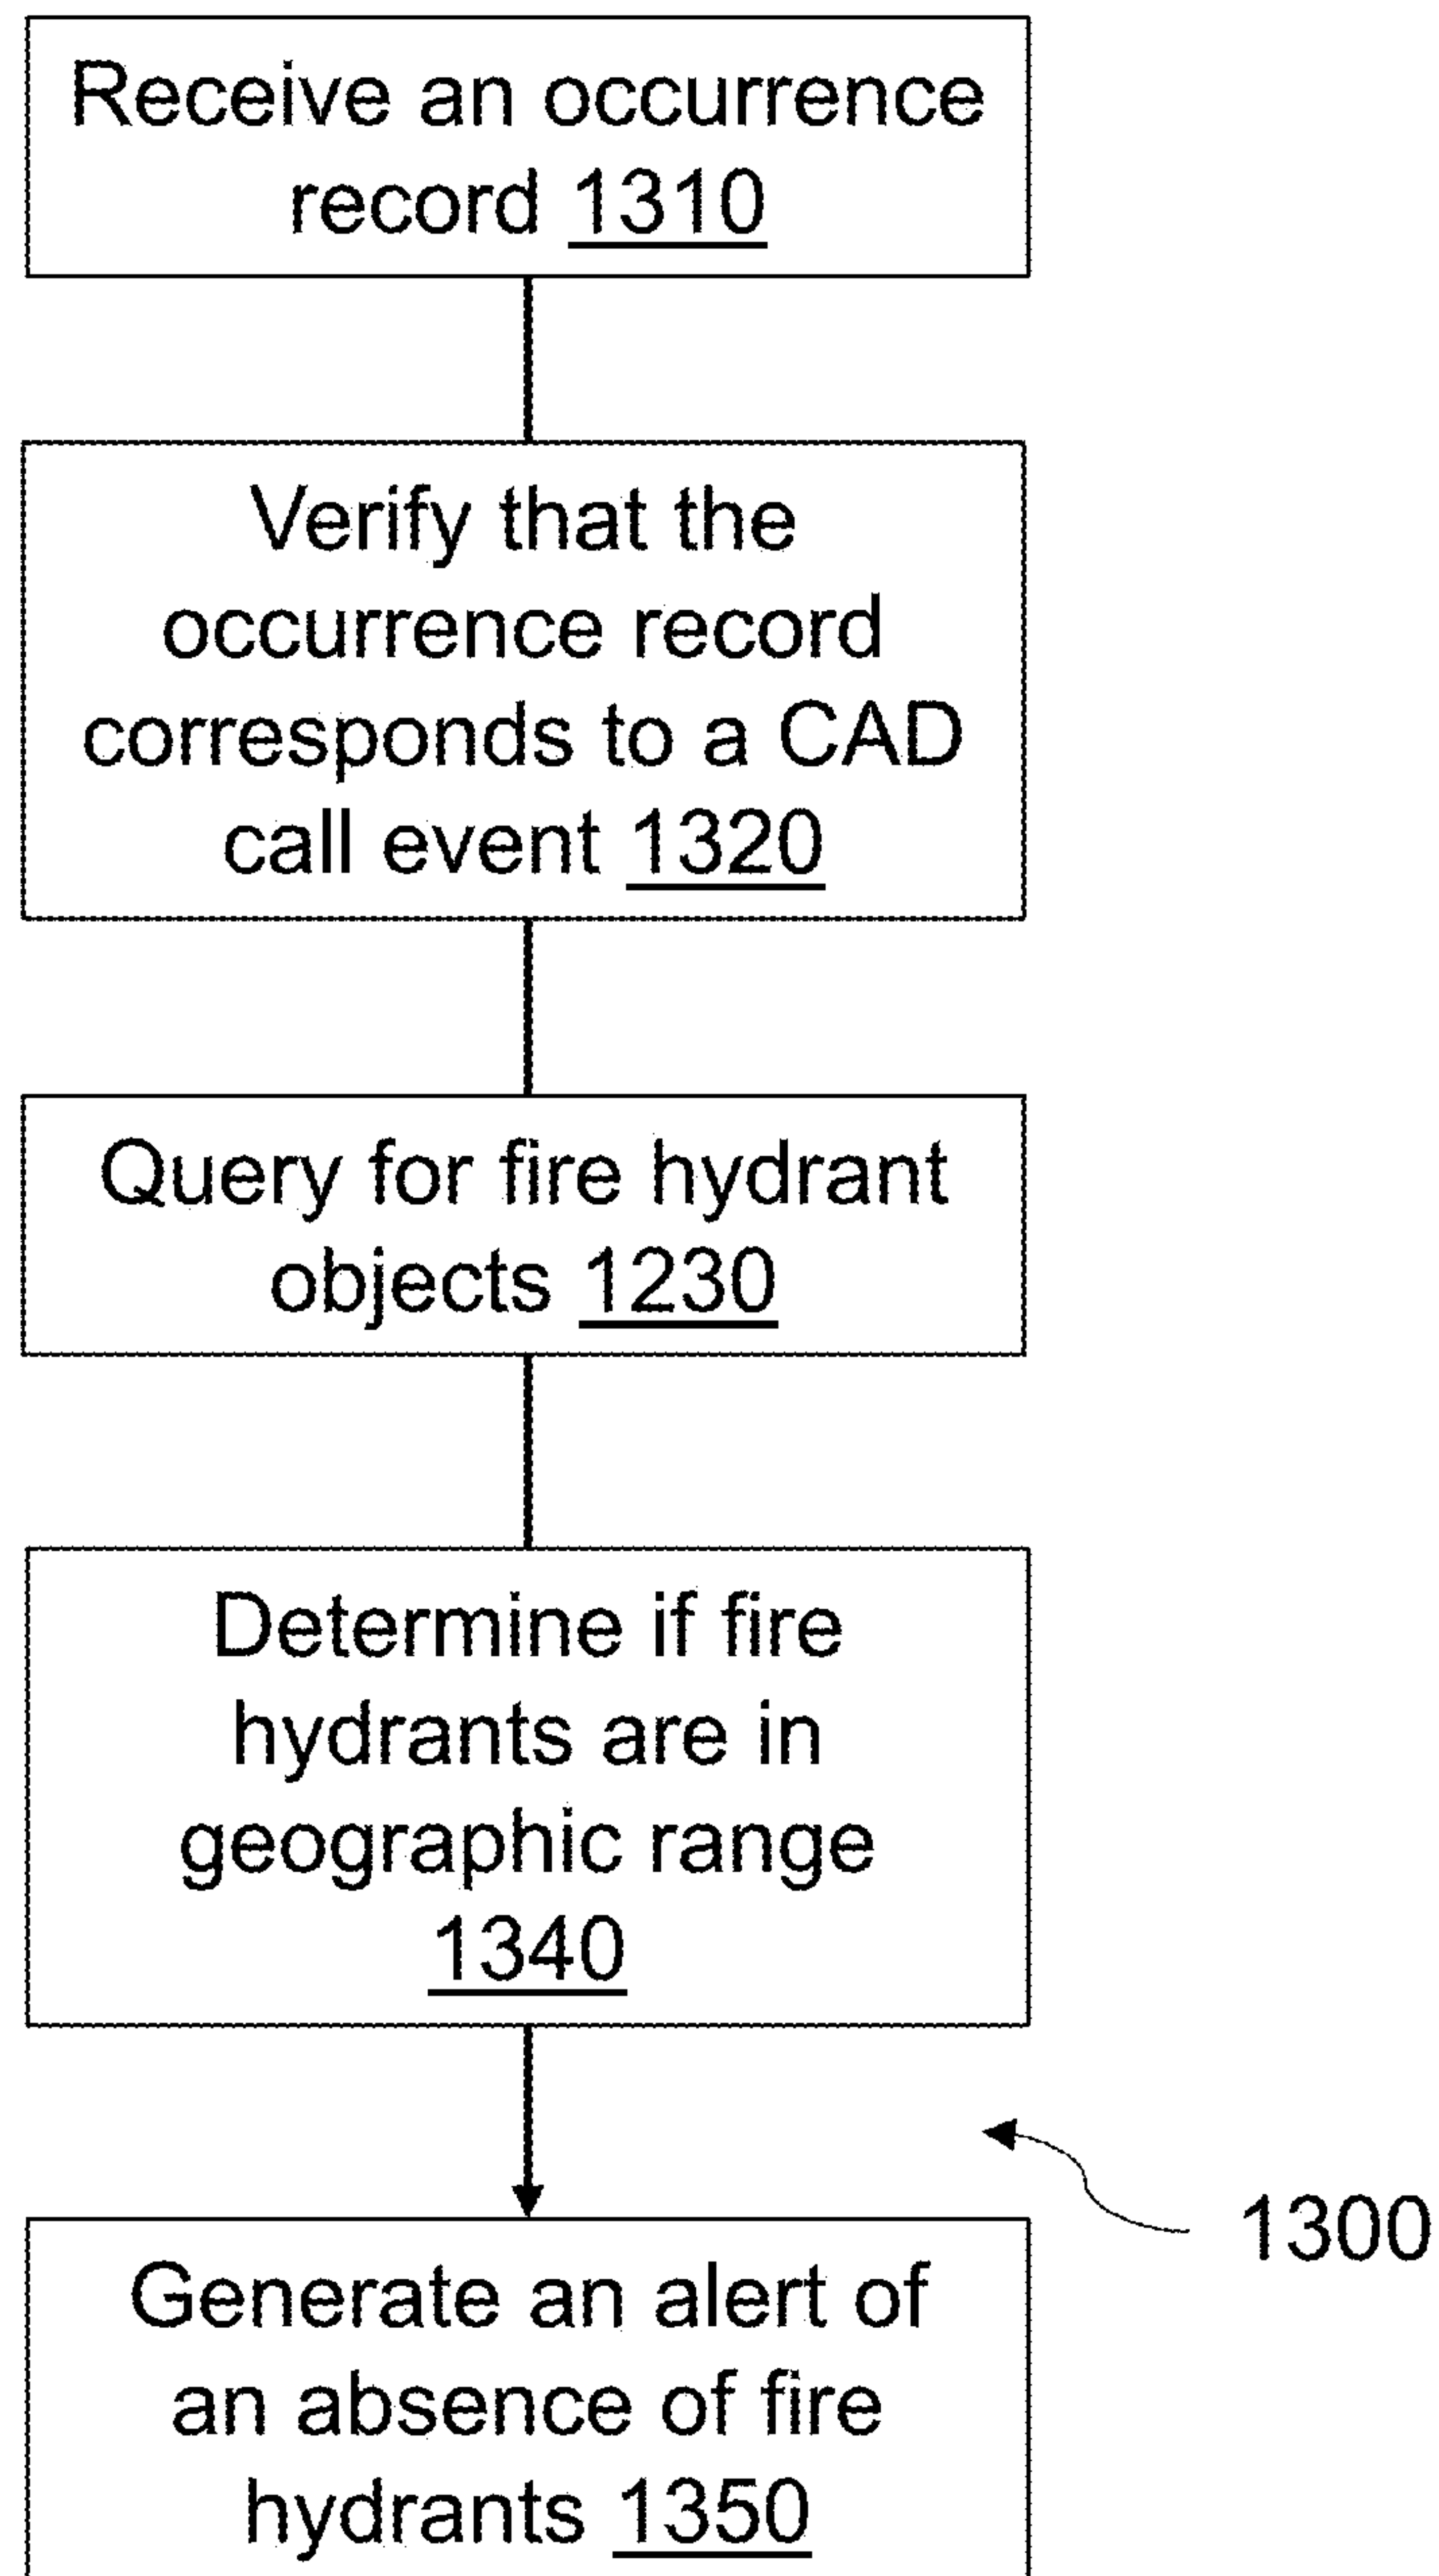 Receive an occurrence
record 1310
Verify that the
occurrence record
corresponds to a CAD
call event 1320
Query for fire hydrant
objects 1230
Determine if fire
hydrants are in
geographic range
1340
1300
Generate an alert of
an absence of fire
hydrants 1350